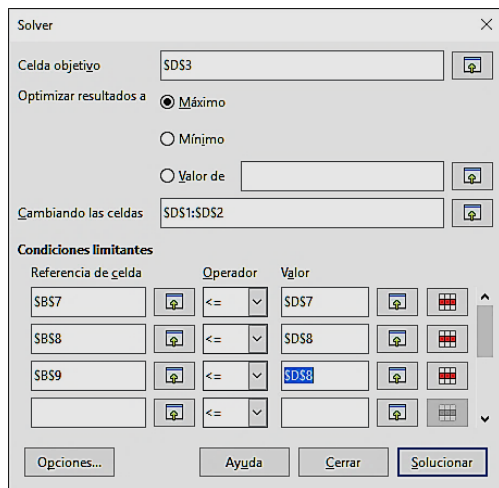 Solver
Celda objetivo $D$3
Optimizar resultados a Máximo
Mínimo
Valor de
Cambiando las celdas $D$1:$D$2
Condiciones limitantes
Referencia de celda Operador Valor
$B$7 <= $D$7
$B$8 <= $D$8
$B$9 <= $D$8
<=
Opciones... Ayuda Cerrar Solucionar